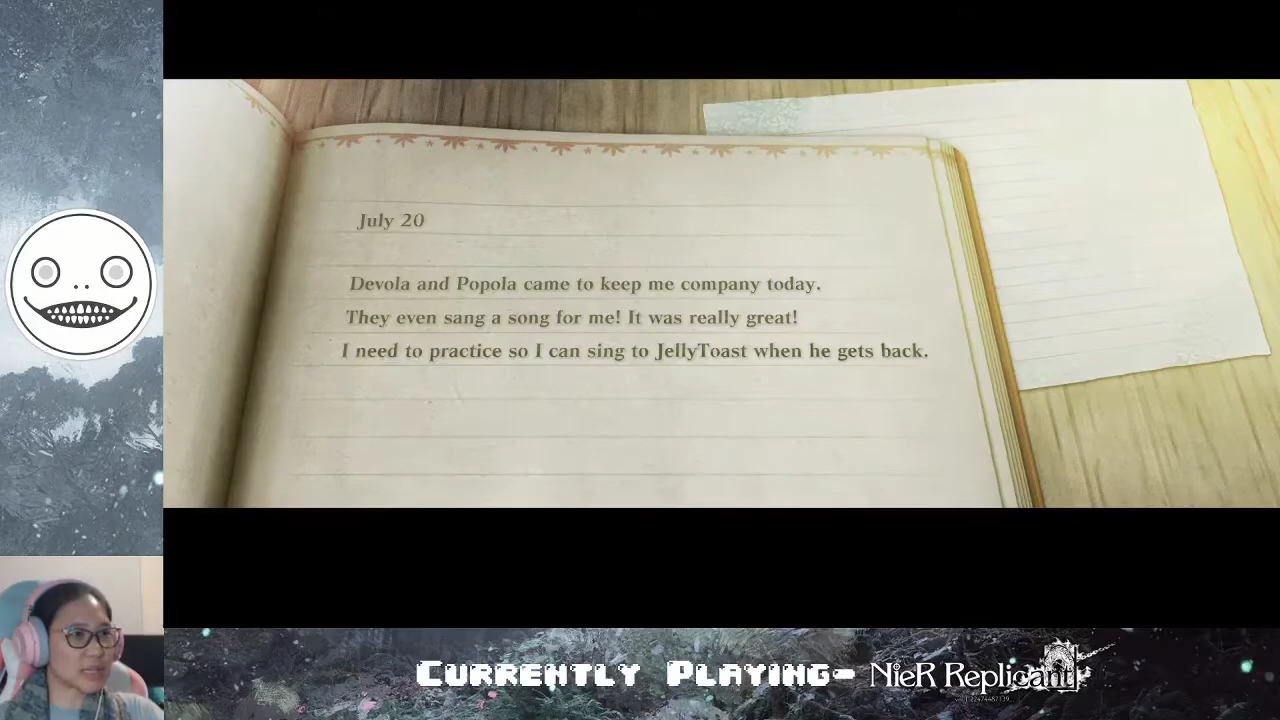 July 20
Devola and Popola came to keep me company today.
They even sang a song for me! It was really great!
I need to practice so I can sing to JellyToast when he gets back.
Currently Playing- NieR Replicant